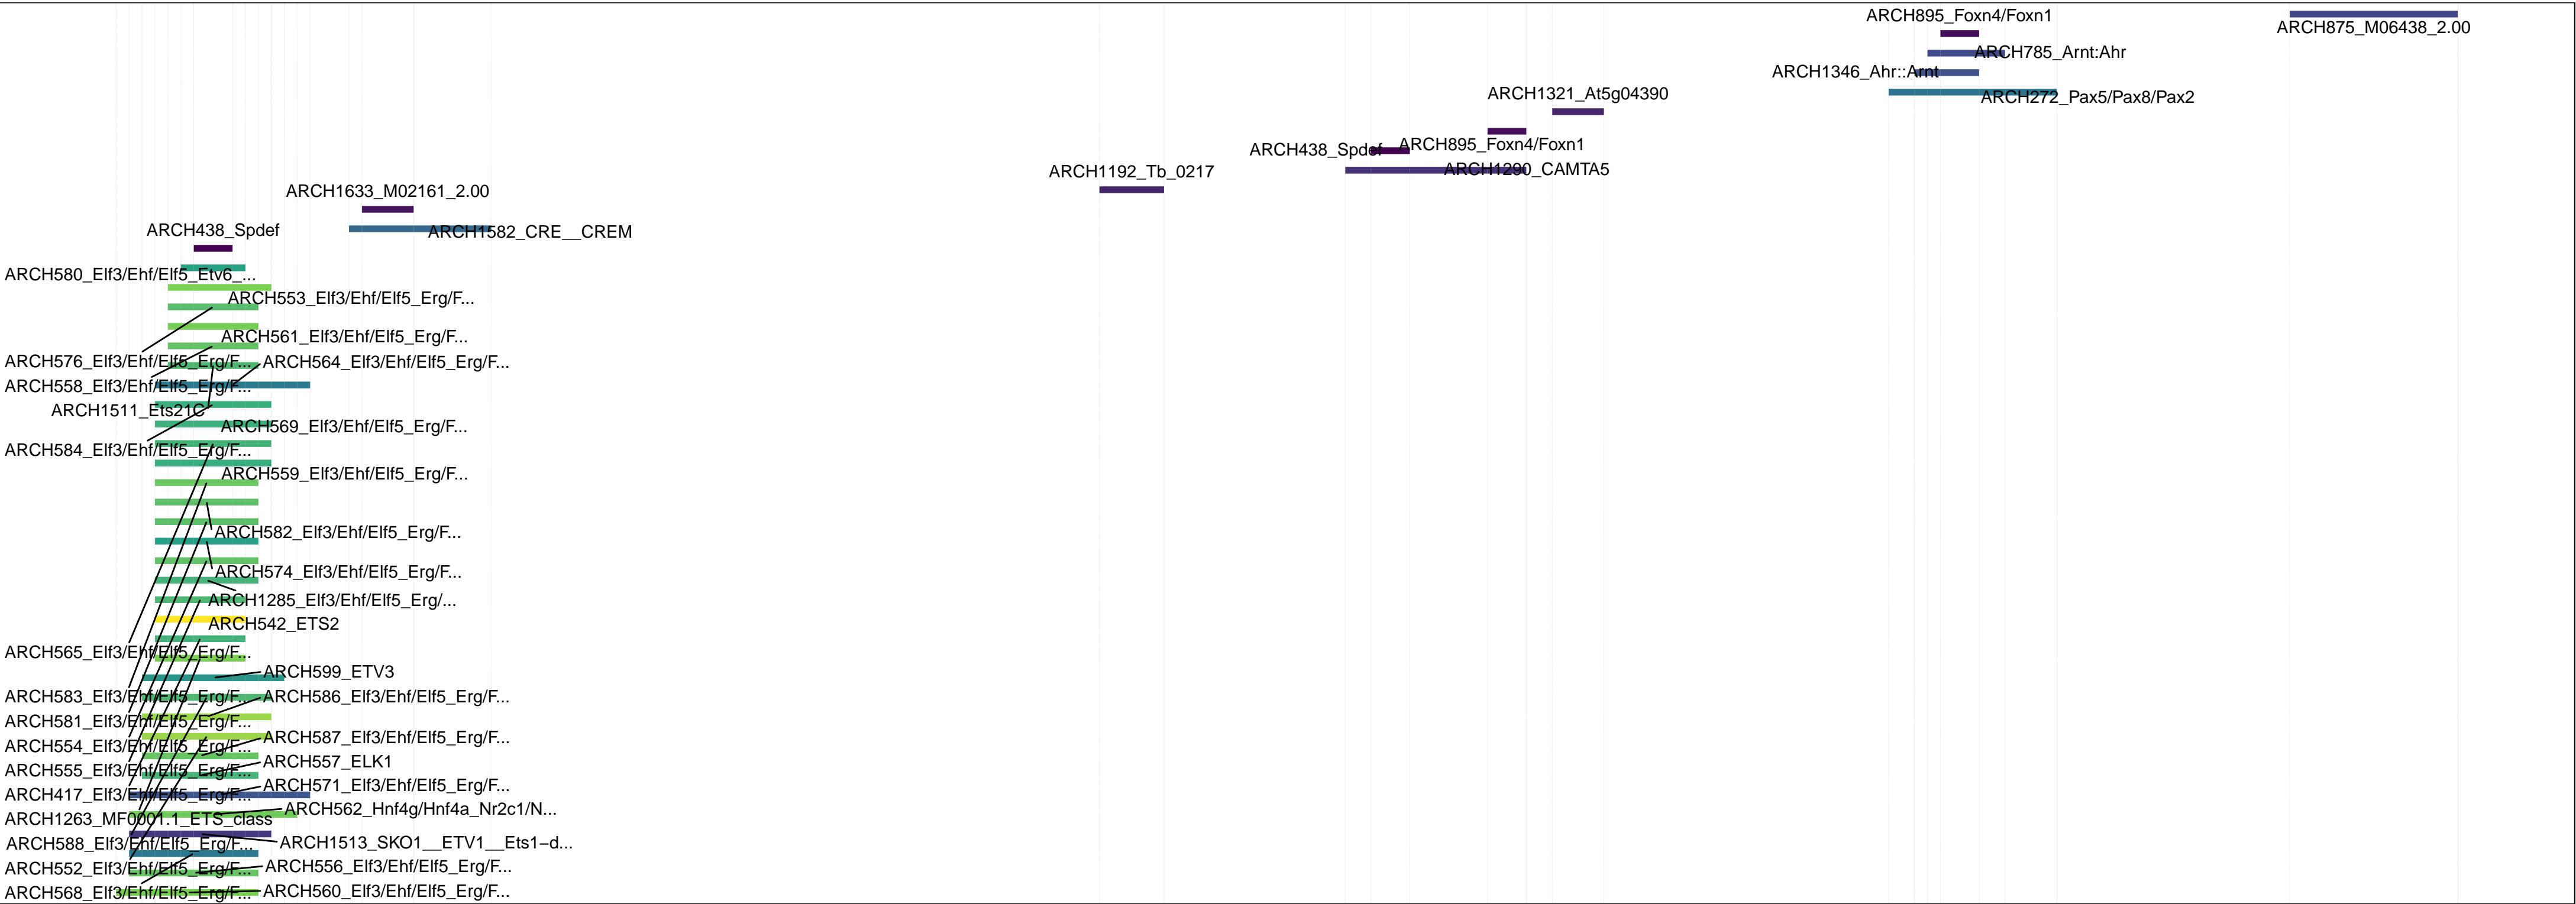 ARCH895_Foxn4/Foxn1
ARCH875_M06438_2.00
ARCH785_Arnt:Ahr
ARCH1346_Ahr::Arnt
ARCH1321_At5g04390
ARCH272_Pax5/Pax8/Pax2
ARCH438_Spdef
ARCH895_Foxn4/Foxn1
ARCH1192_Tb_0217
ARCH1290_CAMTA5
ARCH1633_M02161_2.00
ARCH438_Spdef
ARCH1582_CRE__CREM
ARCH580_Elf3/Ehf/Elf5_Etv6_...
ARCH553_Elf3/Ehf/Elf5_Erg/F...
ARCH561_Elf3/Ehf/Elf5_Erg/F...
ARCH576_Elf3/Ehf/Elf5_Erg/F...
ARCH564_Elf3/Ehf/Elf5_Erg/F...
ARCH558_Elf3/Ehf/Elf5_Erg/F...
ARCH1511_Ets21C
ARCH569_Elf3/Ehf/Elf5_Erg/F...
ARCH584_Elf3/Ehf/Elf5_Erg/F...
ARCH559_Elf3/Ehf/Elf5_Erg/F...
ARCH582_Elf3/Ehf/Elf5_Erg/F...
ARCH574_Elf3/Ehf/Elf5_Erg/F...
ARCH1285_Elf3/Ehf/Elf5_Erg/...
ARCH542_ETS2
ARCH565_Elf3/Ehf/Elf5_Erg/F...
ARCH599_ETV3
ARCH583_Elf3/Ehf/Elf5_Erg/F...
ARCH586_Elf3/Ehf/Elf5_Erg/F...
ARCH581_Elf3/Ehf/Elf5_Erg/F...
ARCH587_Elf3/Ehf/Elf5_Erg/F...
ARCH554_Elf3/Ehf/Elf5_Erg/F...
ARCH557_ELK1
ARCH555_Elf3/Ehf/Elf5_Erg/F...
ARCH571_Elf3/Ehf/Elf5_Erg/F...
ARCH417_Elf3/Ehf/Elf5_Erg/F...
ARCH562_Hnf4g/Hnf4a_Nr2c1/N...
ARCH1263_MF0001.1_ETS_class
ARCH1513_SKO1__ETV1__Ets1−d...
ARCH588_Elf3/Ehf/Elf5_Erg/F...
ARCH556_Elf3/Ehf/Elf5_Erg/F...
ARCH552_Elf3/Ehf/Elf5_Erg/F...
ARCH560_Elf3/Ehf/Elf5_Erg/F...
ARCH568_Elf3/Ehf/Elf5_Erg/F...